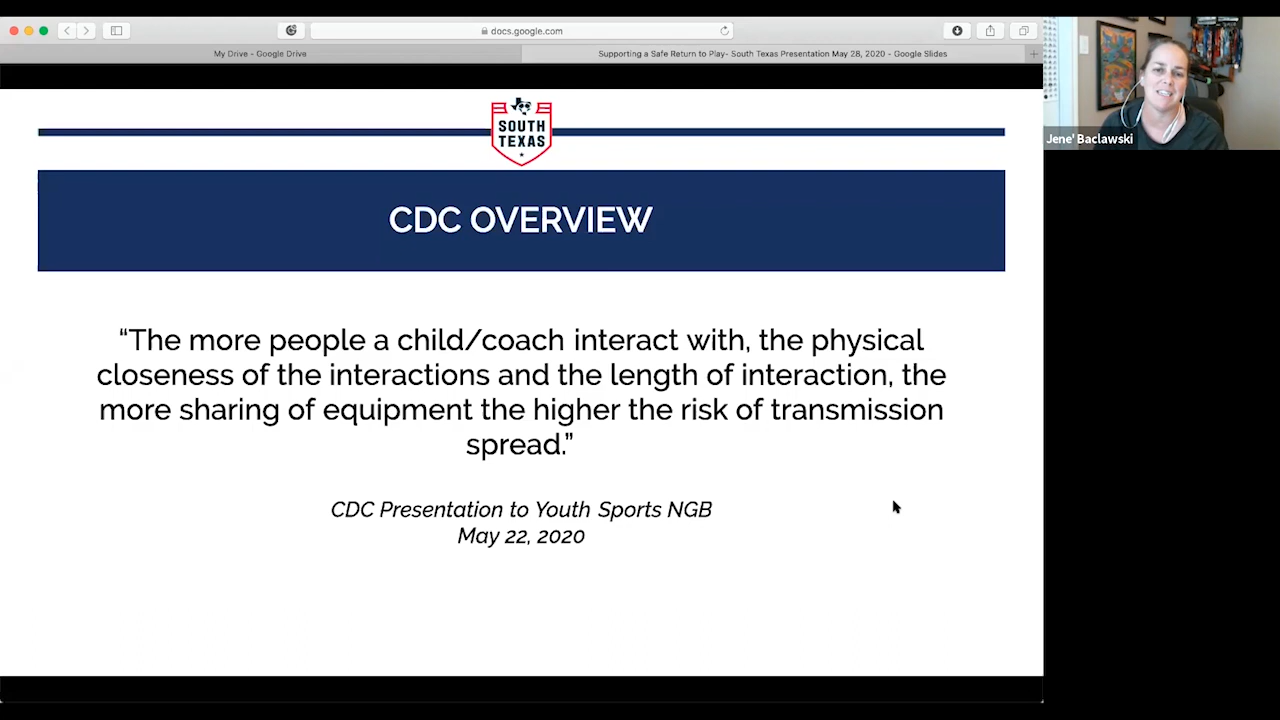 docs.google.com
My Drive - Google Drive
Supporting a Safe Return to Play- South Texas Presentation May 28, 2020 - Google Slides
SOUTH
TEXAS
Jene' Baclawski
CDC OVERVIEW
“The more people a child/coach interact with, the physical
closeness of the interactions and the length of interaction, the
more sharing of equipment the higher the risk of transmission
spread.”
CDC Presentation to Youth Sports NGB
May 22, 2020